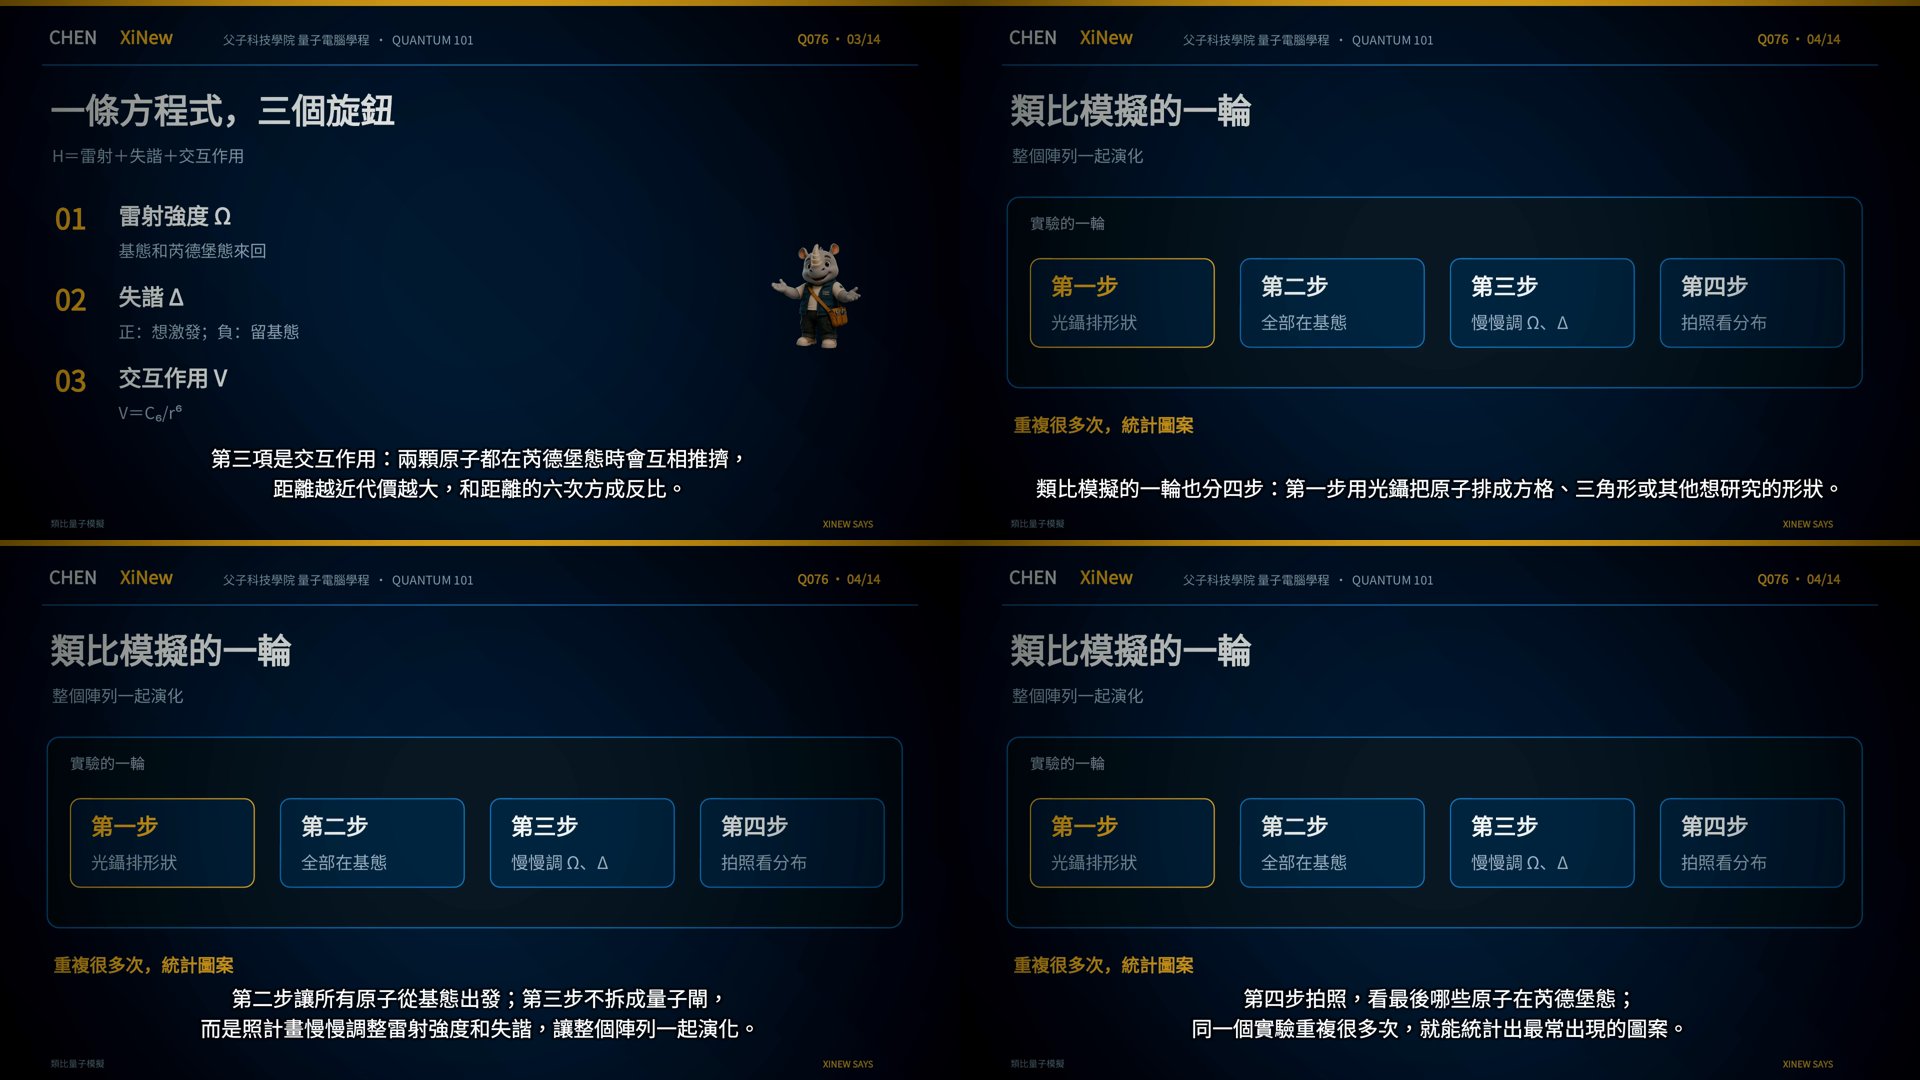 CHEN XiNew 父子科技學院 量子電腦學程 · QUANTUM 101 Q076 · 03/14
一條方程式，三個旋鈕
H＝雷射＋失諧＋交互作用
01 雷射強度 Ω
基態和芮德堡態來回
02 失諧 Δ
正：想激發；負：留基態
03 交互作用 V
V＝C₆/r⁶
第三項是交互作用：兩顆原子都在芮德堡態時會互相推擠，
距離越近代價越大，和距離的六次方成反比。
類比量子模擬 XINEW SAYS
CHEN XiNew 父子科技學院 量子電腦學程 · QUANTUM 101 Q076 · 04/14
類比模擬的一輪
整個陣列一起演化
實驗的一輪
第一步 第二步 第三步 第四步
光鑷排形狀 全部在基態 慢慢調 Ω、Δ 拍照看分布
重複很多次，統計圖案
類比模擬的一輪也分四步：第一步用光鑷把原子排成方格、三角形或其他想研究的形狀。
類比量子模擬 XINEW SAYS
CHEN XiNew 父子科技學院 量子電腦學程 · QUANTUM 101 Q076 · 04/14
類比模擬的一輪
整個陣列一起演化
實驗的一輪
第一步 第二步 第三步 第四步
光鑷排形狀 全部在基態 慢慢調 Ω、Δ 拍照看分布
重複很多次，統計圖案
第二步讓所有原子從基態出發；第三步不拆成量子閘，
而是照計畫慢慢調整雷射強度和失諧，讓整個陣列一起演化。
類比量子模擬 XINEW SAYS
CHEN XiNew 父子科技學院 量子電腦學程 · QUANTUM 101 Q076 · 04/14
類比模擬的一輪
整個陣列一起演化
實驗的一輪
第一步 第二步 第三步 第四步
光鑷排形狀 全部在基態 慢慢調 Ω、Δ 拍照看分布
重複很多次，統計圖案
第四步拍照，看最後哪些原子在芮德堡態；
同一個實驗重複很多次，就能統計出最常出現的圖案。
類比量子模擬 XINEW SAYS